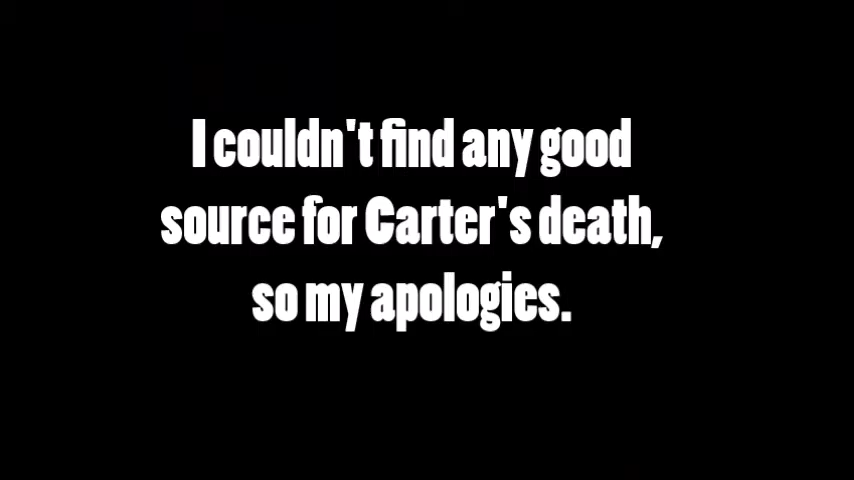 I couldn't find any good
source for Carter's death,
so my apologies.